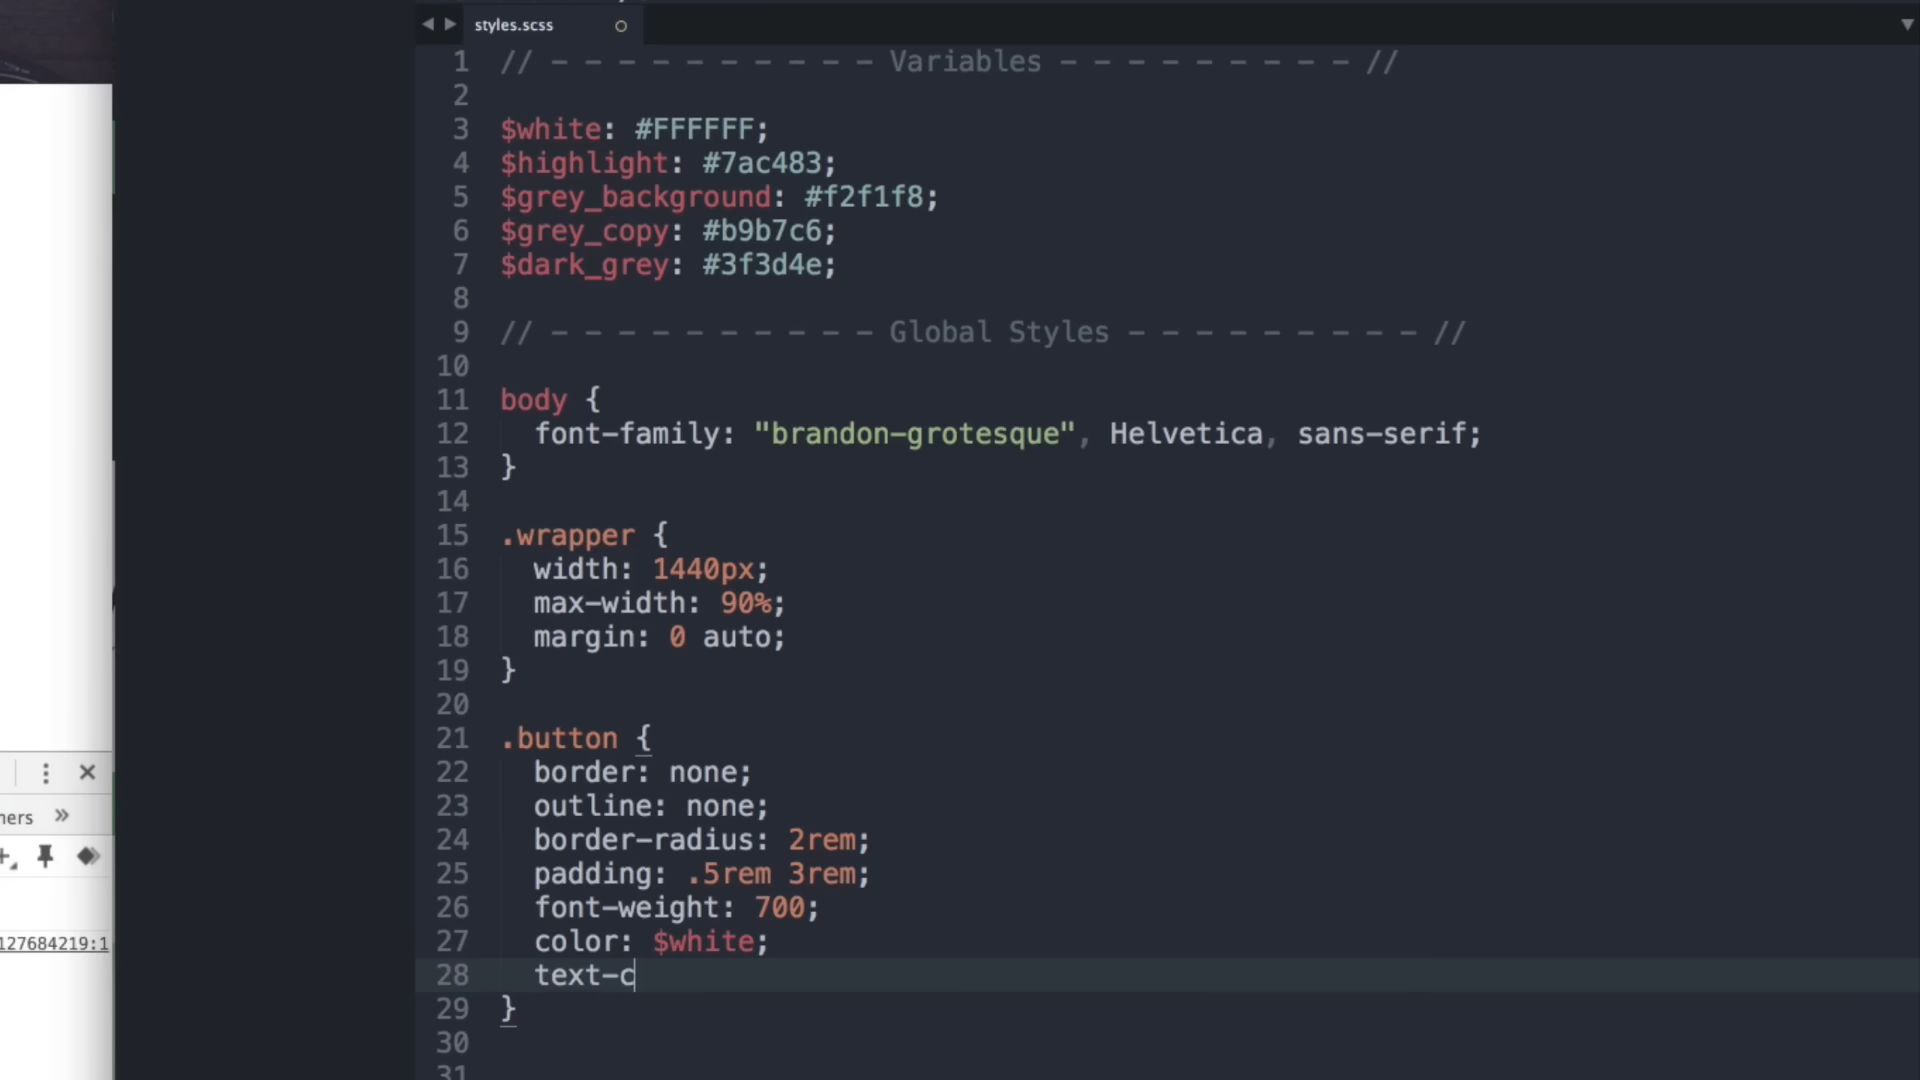 styles.scss
1 // - - - - - - - - - - Variables - - - - - - - - - //
2
3 $white: #FFFFFF;
4 $highlight: #7ac483;
5 $grey_background: #f2f1f8;
6 $grey_copy: #b9b7c6;
7 $dark_grey: #3f3d4e;
8
9 // - - - - - - - - - - Global Styles - - - - - - - - - //
10
11 body {
12 font-family: "brandon-grotesque", Helvetica, sans-serif;
13 }
14
15 .wrapper {
16 width: 1440px;
17 max-width: 90%;
18 margin: 0 auto;
19 }
20
21 .button {
22 border: none;
23 outline: none;
24 border-radius: 2rem;
25 padding: .5rem 3rem;
26 font-weight: 700;
27 color: $white;
28 text-c
29 }
30
31
ners »
127684219:1